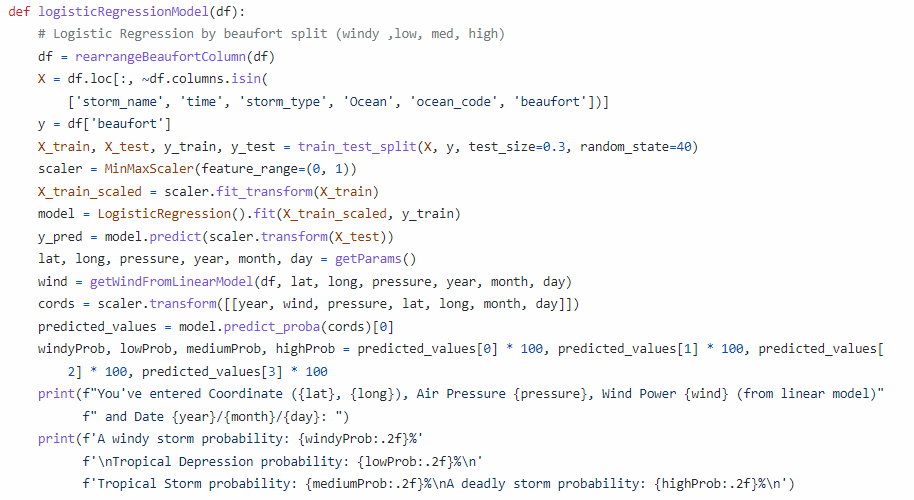 def logisticRegressionModel(df):
    # Logistic Regression by beaufort split (windy ,low, med, high)
    df = rearrangeBeaufortColumn(df)
    X = df.loc[:, ~df.columns.isin(
        ['storm_name', 'time', 'storm_type', 'Ocean', 'ocean_code', 'beaufort'])]
    y = df['beaufort']
    X_train, X_test, y_train, y_test = train_test_split(X, y, test_size=0.3, random_state=40)
    scaler = MinMaxScaler(feature_range=(0, 1))
    X_train_scaled = scaler.fit_transform(X_train)
    model = LogisticRegression().fit(X_train_scaled, y_train)
    y_pred = model.predict(scaler.transform(X_test))
    lat, long, pressure, year, month, day = getParams()
    wind = getWindFromLinearModel(df, lat, long, pressure, year, month, day)
    cords = scaler.transform([[year, wind, pressure, lat, long, month, day]])
    predicted_values = model.predict_proba(cords)[0]
    windyProb, lowProb, mediumProb, highProb = predicted_values[0] * 100, predicted_values[1] * 100, predicted_values[
        2] * 100, predicted_values[3] * 100
    print(f"You've entered Coordinate ({lat}, {long}), Air Pressure {pressure}, Wind Power {wind} (from linear model)"
          f" and Date {year}/{month}/{day}: ")
    print(f'A windy storm probability: {windyProb:.2f}%'
          f'\nTropical Depression probability: {lowProb:.2f}%\n'
          f'Tropical Storm probability: {mediumProb:.2f}%\nA deadly storm probability: {highProb:.2f}%\n')